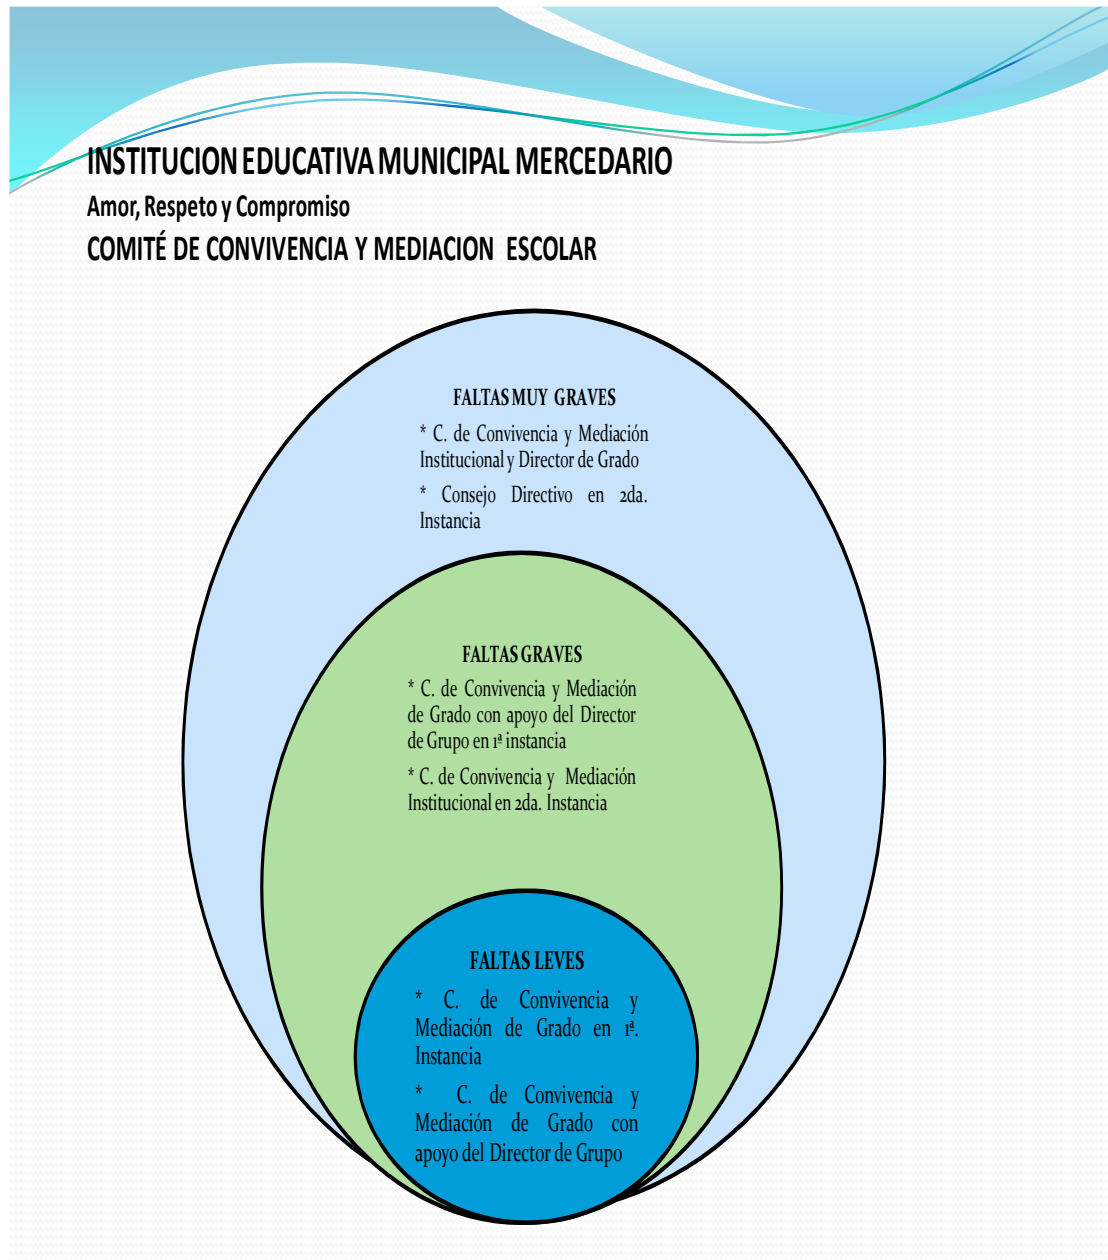 INSTITUCION EDUCATIVA MUNICIPAL MERCEDARIO
Amor, Respeto y Compromiso
COMITÉ DE CONVIVENCIA Y MEDIACION ESCOLAR
FALTAS MUY GRAVES
* C. de Convivencia y Mediación
Institucional y Director de Grado
* Consejo Directivo en 2da.
Instancia
FALTAS GRAVES
* C. de Convivencia y Mediación
de Grado con apoyo del Director
de Grupo en 1ª instancia
* C. de Convivencia y Mediación
Institucional en 2da. Instancia
FALTAS LEVES
* C. de Convivencia y
Mediación de Grado en 1ª.
Instancia
* C. de Convivencia y
Mediación de Grado con
apoyo del Director de Grupo